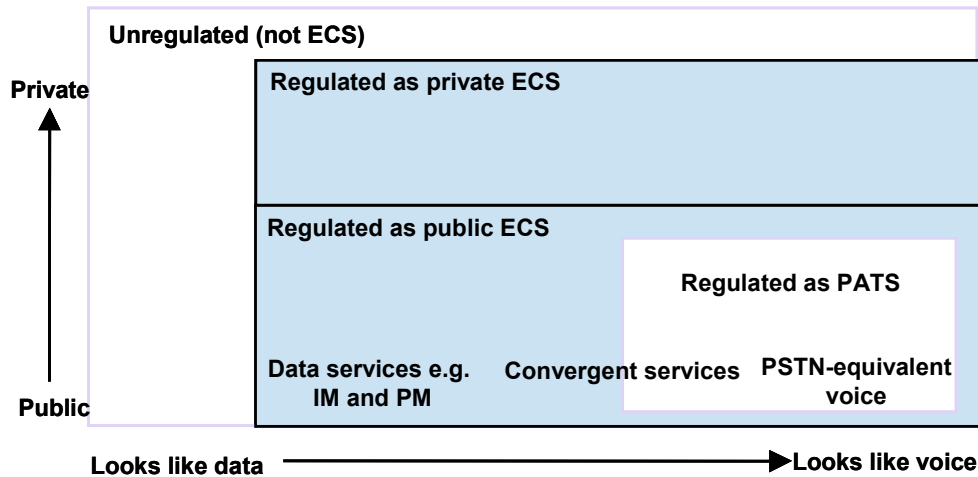 Unregulated (not ECS)
Regulated as private ECS
Private
Regulated as public ECS
Regulated as PATS
Data services e.g.
IM and PM
Convergent services
PSTN-equivalent
voice
Public
Looks like data
Looks like voice